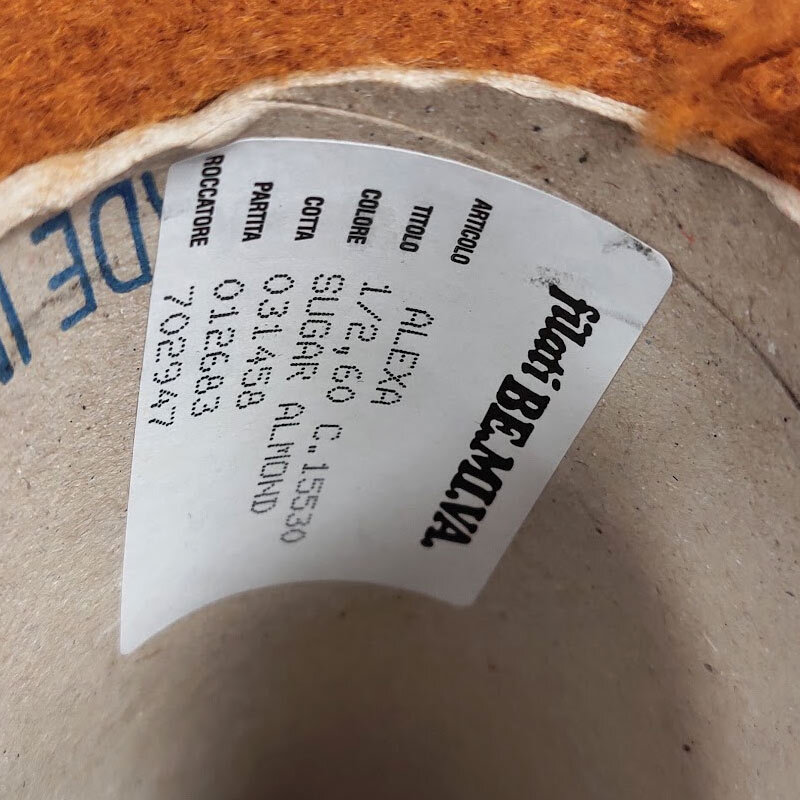 filati BE.MI.VA.
ARTICOLO ALEXA
TITOLO 1/2,60 C.15530
COLORE SUGAR ALMOND
COTTA 031458
PARTITA 012683
ROCCATORE 702947